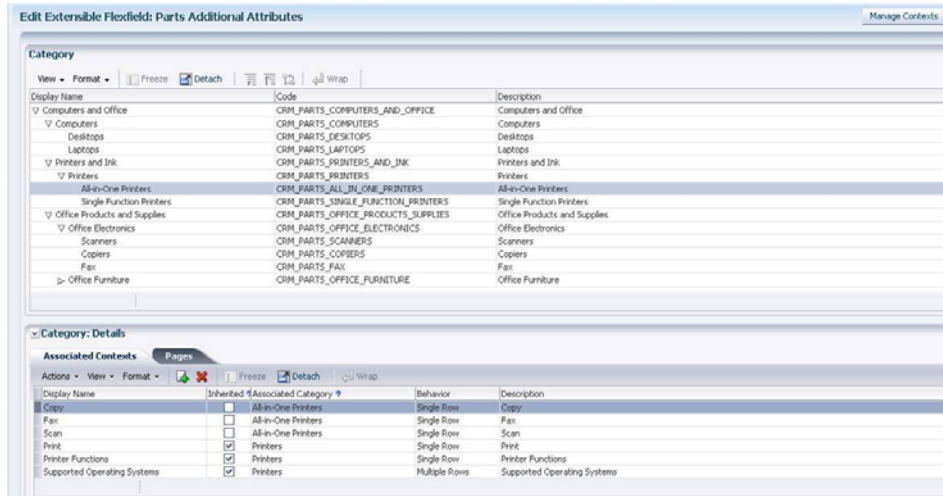 Edit Extensible Flexfield: Parts Additional Attributes Manage Contexts
Category
View Format Freeze Detach Wrap
Display Name Code Description
Computers and Office CRM_PARTS_COMPUTERS_AND_OFFICE Computers and Office
Computers CRM_PARTS_COMPUTERS Computers
Desktops CRM_PARTS_DESKTOPS Desktops
Laptops CRM_PARTS_LAPTOPS Laptops
Printers and Ink CRM_PARTS_PRINTERS_AND_INK Printers and Ink
Printers CRM_PARTS_PRINTERS Printers
All-in-One Printers CRM_PARTS_ALL_IN_ONE_PRINTERS All-in-One Printers
Single Function Printers CRM_PARTS_SINGLE_FUNCTION_PRINTERS Single Function Printers
Office Products and Supplies CRM_PARTS_OFFICE_PRODUCTS_SUPPLIES Office Products and Supplies
Office Electronics CRM_PARTS_OFFICE_ELECTRONICS Office Electronics
Scanners CRM_PARTS_SCANNERS Scanners
Copiers CRM_PARTS_COPIERS Copiers
Fax CRM_PARTS_FAX Fax
Office Furniture CRM_PARTS_OFFICE_FURNITURE Office Furniture
Category: Details
Associated Contexts Pages
Actions View Format Freeze Detach Wrap
Display Name Inherited ? Associated Category ? Behavior Description
Copy All-in-One Printers Single Row Copy
Fax All-in-One Printers Single Row Fax
Scan All-in-One Printers Single Row Scan
Print Printers Single Row Print
Printer Functions Printers Single Row Printer Functions
Supported Operating Systems Printers Multiple Rows Supported Operating Systems